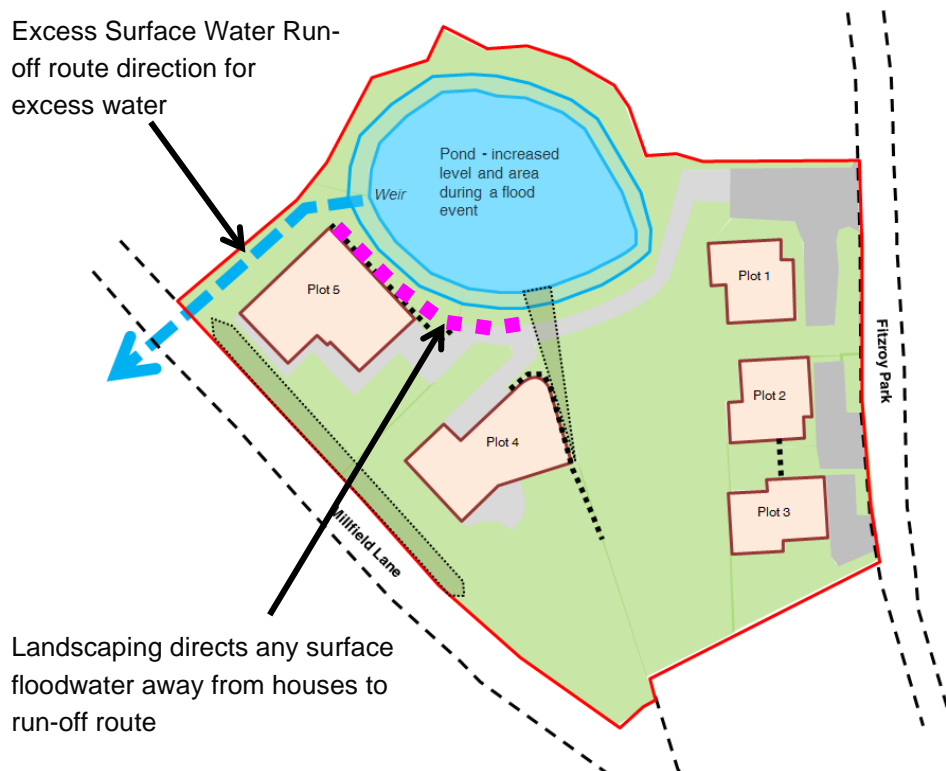 Excess Surface Water Run-
off route direction for
excess water
Pond - increased
level and area
during a flood
event
Weir
Plot 5
Plot 1
Fitzroy Park
Plot 2
Plot 4
Plot 3
Millfield Lane
Landscaping directs any surface
floodwater away from houses to
run-off route